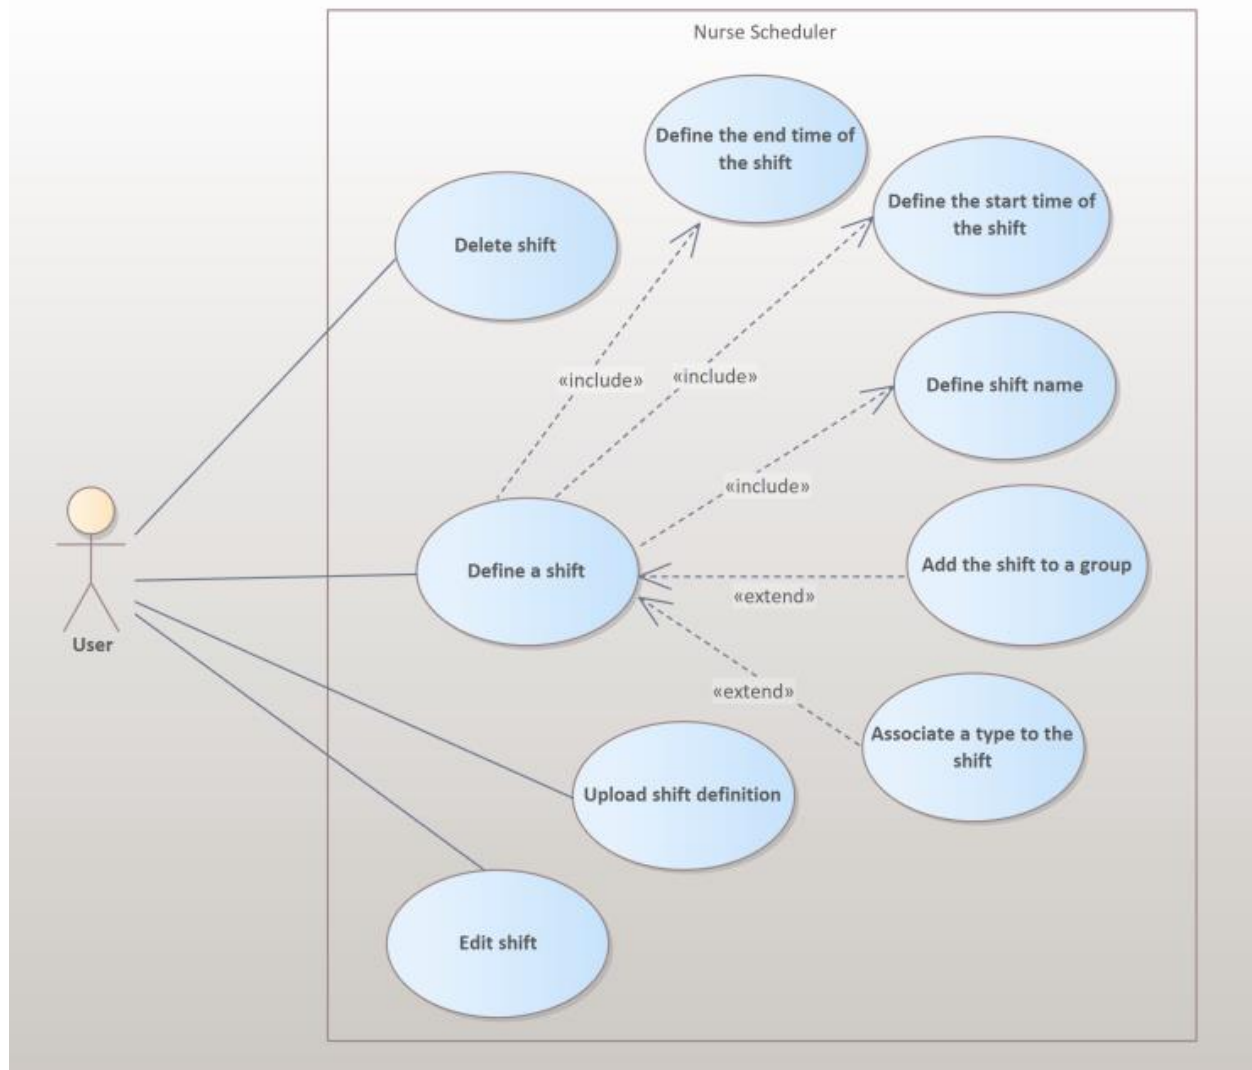 Nurse Scheduler
Define the end time of
the shift
Define the start time of
the shift
Delete shift
«include»
«include»
Define shift name
«include»
Define a shift
Add the shift to a group
«extend»
User
«extend»
Associate a type to the
shift
Upload shift definition
Edit shift